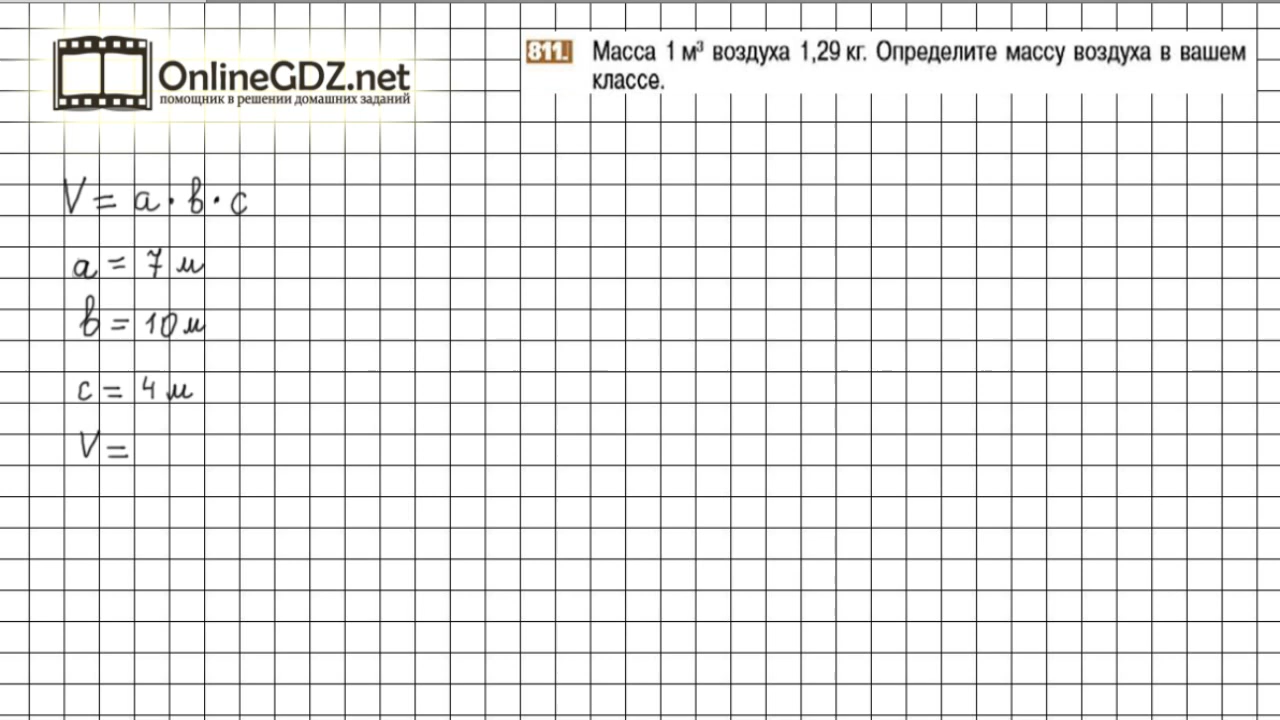 OnlineGDZ.net
помощник в решении домашних заданий
811. Масса 1 м³ воздуха 1,29 кг. Определите массу воздуха в вашем
классе.
V = a · b · c
a = 7 м
b = 10 м
c = 4 м
V =